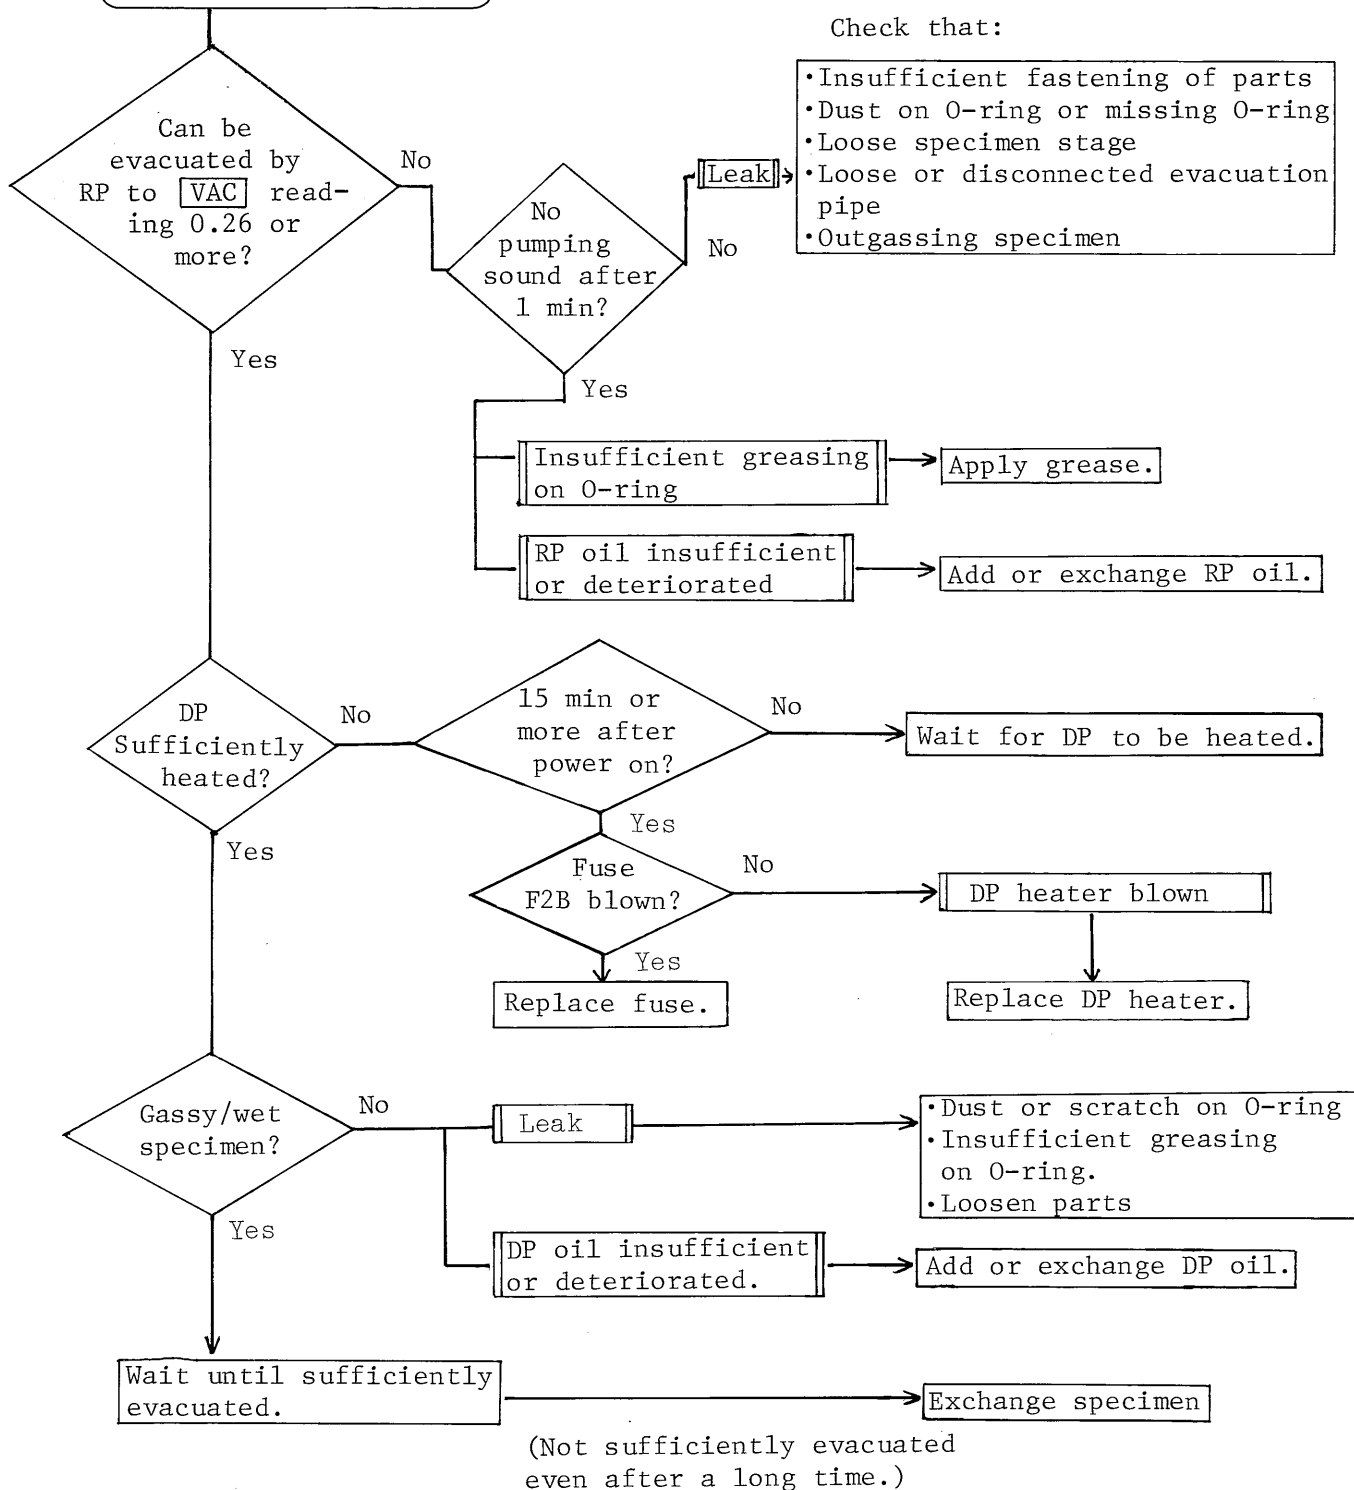 Check that:
•Insufficient fastening of parts
•Dust on O-ring or missing O-ring
•Loose specimen stage
•Loose or disconnected evacuation
pipe
•Outgassing specimen
Can be
evacuated by
RP to VAC read-
ing 0.26 or
more?
No
Yes
No
pumping
sound after
1 min?
No
Leak
Yes
Insufficient greasing
on O-ring
Apply grease.
RP oil insufficient
or deteriorated
Add or exchange RP oil.
DP
Sufficiently
heated?
No
Yes
15 min or
more after
power on?
No
Wait for DP to be heated.
Yes
Fuse
F2B blown?
No
DP heater blown
Yes
Replace fuse.
Replace DP heater.
Gassy/wet
specimen?
No
Leak
•Dust or scratch on O-ring
•Insufficient greasing
on O-ring.
•Loosen parts
Yes
DP oil insufficient
or deteriorated.
Add or exchange DP oil.
Wait until sufficiently
evacuated.
Exchange specimen
(Not sufficiently evacuated
even after a long time.)